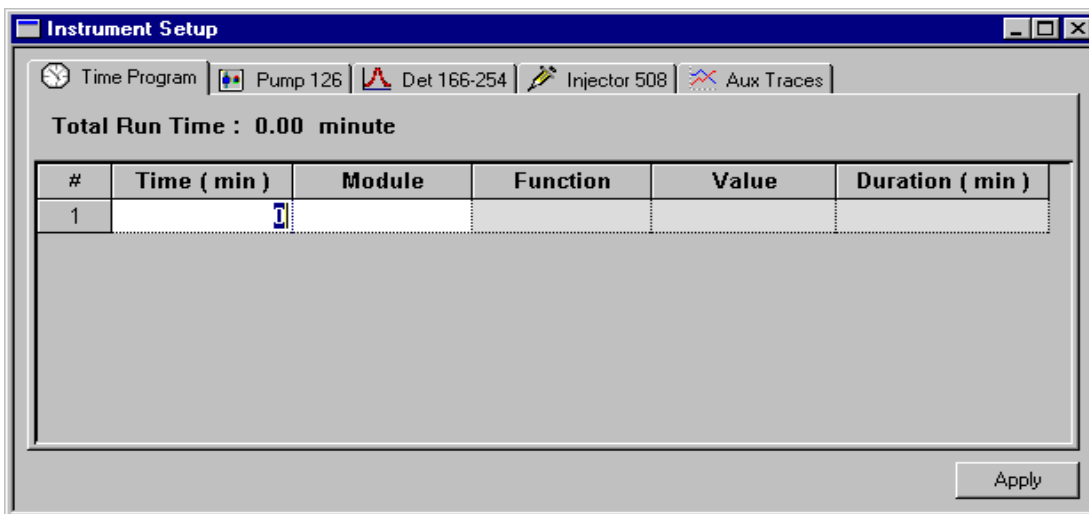 Instrument Setup
Time Program Pump 126 Det 166-254 Injector 508 Aux Traces
Total Run Time : 0.00 minute
# Time ( min ) Module Function Value Duration ( min )
1
Apply